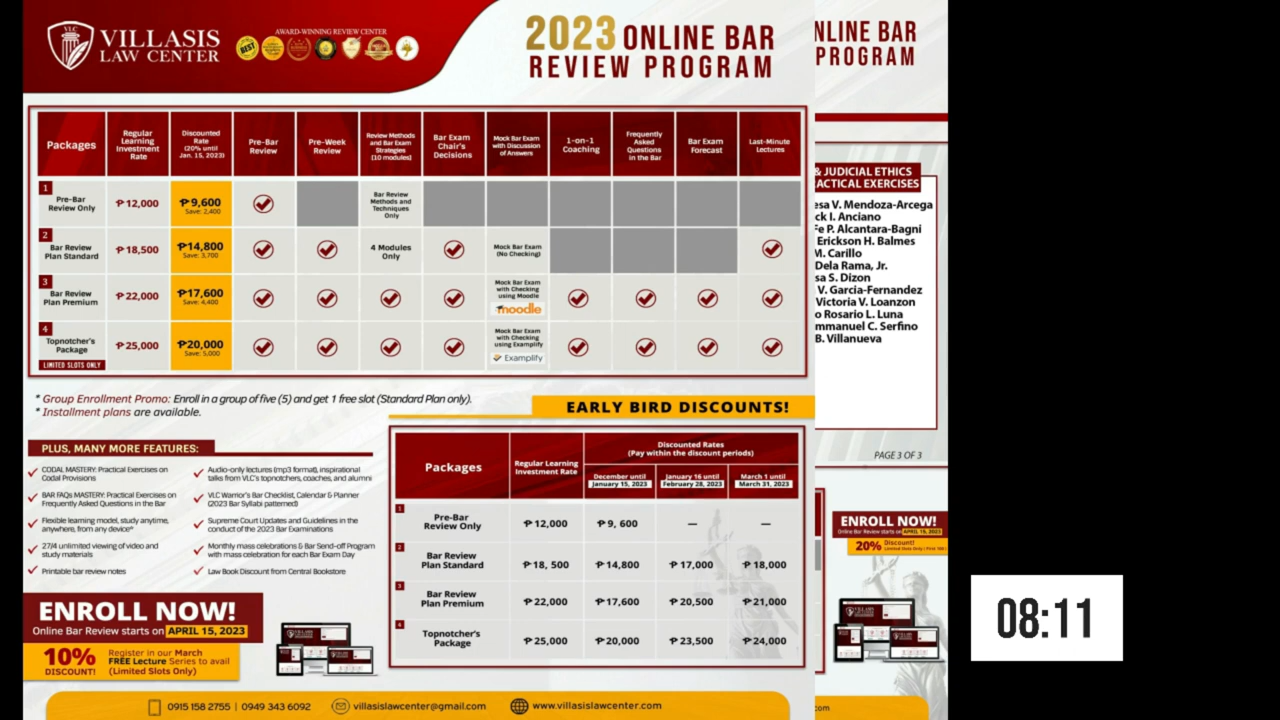 VLC
VILLASIS
LAW CENTER
AWARD-WINNING REVIEW CENTER
BEST
2023 ONLINE BAR
REVIEW PROGRAM
NLINE BAR
PROGRAM
Packages
Regular
Learning
Investment
Rate
Discounted
Rate
(20% until
Jan. 15, 2023)
Pre-Bar
Review
Pre-Week
Review
Review Methods
and Bar Exam
Strategies
(10 modules)
Bar Exam
Chair's
Decisions
Mock Bar Exam
with Discussion
of Answers
1-on-1
Coaching
Frequently
Asked
Questions
in the Bar
Bar Exam
Forecast
Last-Minute
Lectures
1
Pre-Bar
Review Only
₱ 12,000
₱ 9,600
Save: 2,400
Bar Review
Methods and
Techniques
Only
2
Bar Review
Plan Standard
₱ 18,500
₱14,800
Save: 3,700
4 Modules
Only
Mock Bar Exam
(No Checking)
3
Bar Review
Plan Premium
₱ 22,000
₱17,600
Save: 4,400
Mock Bar Exam
with Checking
using Moodle
moodle
4
Topnotcher's
Package
LIMITED SLOTS ONLY
₱ 25,000
₱20,000
Save: 5,000
Mock Bar Exam
with Checking
using Examplify
Examplify
* Group Enrollment Promo: Enroll in a group of five (5) and get 1 free slot (Standard Plan only).
* Installment plans are available.
EARLY BIRD DISCOUNTS!
PLUS, MANY MORE FEATURES:
CODAL MASTERY: Practical Exercises on
Codal Provisions
BAR FAQs MASTERY: Practical Exercises on
Frequently Asked Questions in the Bar
Flexible learning model, study anytime,
anywhere, from any device*
27/4 unlimited viewing of video and
study materials
Printable bar review notes
Audio-only lectures (mp3 format), inspirational
talks from VLC's topnotchers, coaches, and alumni
VLC Warrior's Bar Checklist, Calendar & Planner
(2023 Bar Syllabi patterned)
Supreme Court Updates and Guidelines in the
conduct of the 2023 Bar Examinations
Monthly mass celebrations & Bar Send-off Program
with mass celebration for each Bar Exam Day
Law Book Discount from Central Bookstore
Packages
Regular Learning
Investment Rate
Discounted Rates
(Pay within the discount periods)
December until
January 15, 2023
January 16 until
February 28, 2023
March 1 until
March 31, 2023
1
Pre-Bar
Review Only
₱ 12,000
₱ 9, 600
—
—
2
Bar Review
Plan Standard
₱ 18, 500
₱ 14,800
₱ 17,000
₱ 18,000
3
Bar Review
Plan Premium
₱ 22,000
₱ 17,600
₱ 20,500
₱ 21,000
4
Topnotcher's
Package
₱ 25,000
₱ 20,000
₱ 23,500
₱ 24,000
ENROLL NOW!
Online Bar Review starts on APRIL 15, 2023
10%
DISCOUNT!
Register in our March
FREE Lecture Series to avail
(Limited Slots Only)
0915 158 2755 | 0949 343 6092
villasislawcenter@gmail.com
www.villasislawcenter.com
& JUDICIAL ETHICS
ACTICAL EXERCISES
esa V. Mendoza-Arcega
ck I. Anciano
Fe P. Alcantara-Bagni
Erickson H. Balmes
M. Carillo
Dela Rama, Jr.
sa S. Dizon
V. Garcia-Fernandez
Victoria V. Loanzon
o Rosario L. Luna
mmanuel C. Serfino
B. Villanueva
PAGE 3 OF 3
ENROLL NOW!
Online Bar Review starts on APRIL 15, 2023
20% Discount!
com
08:11